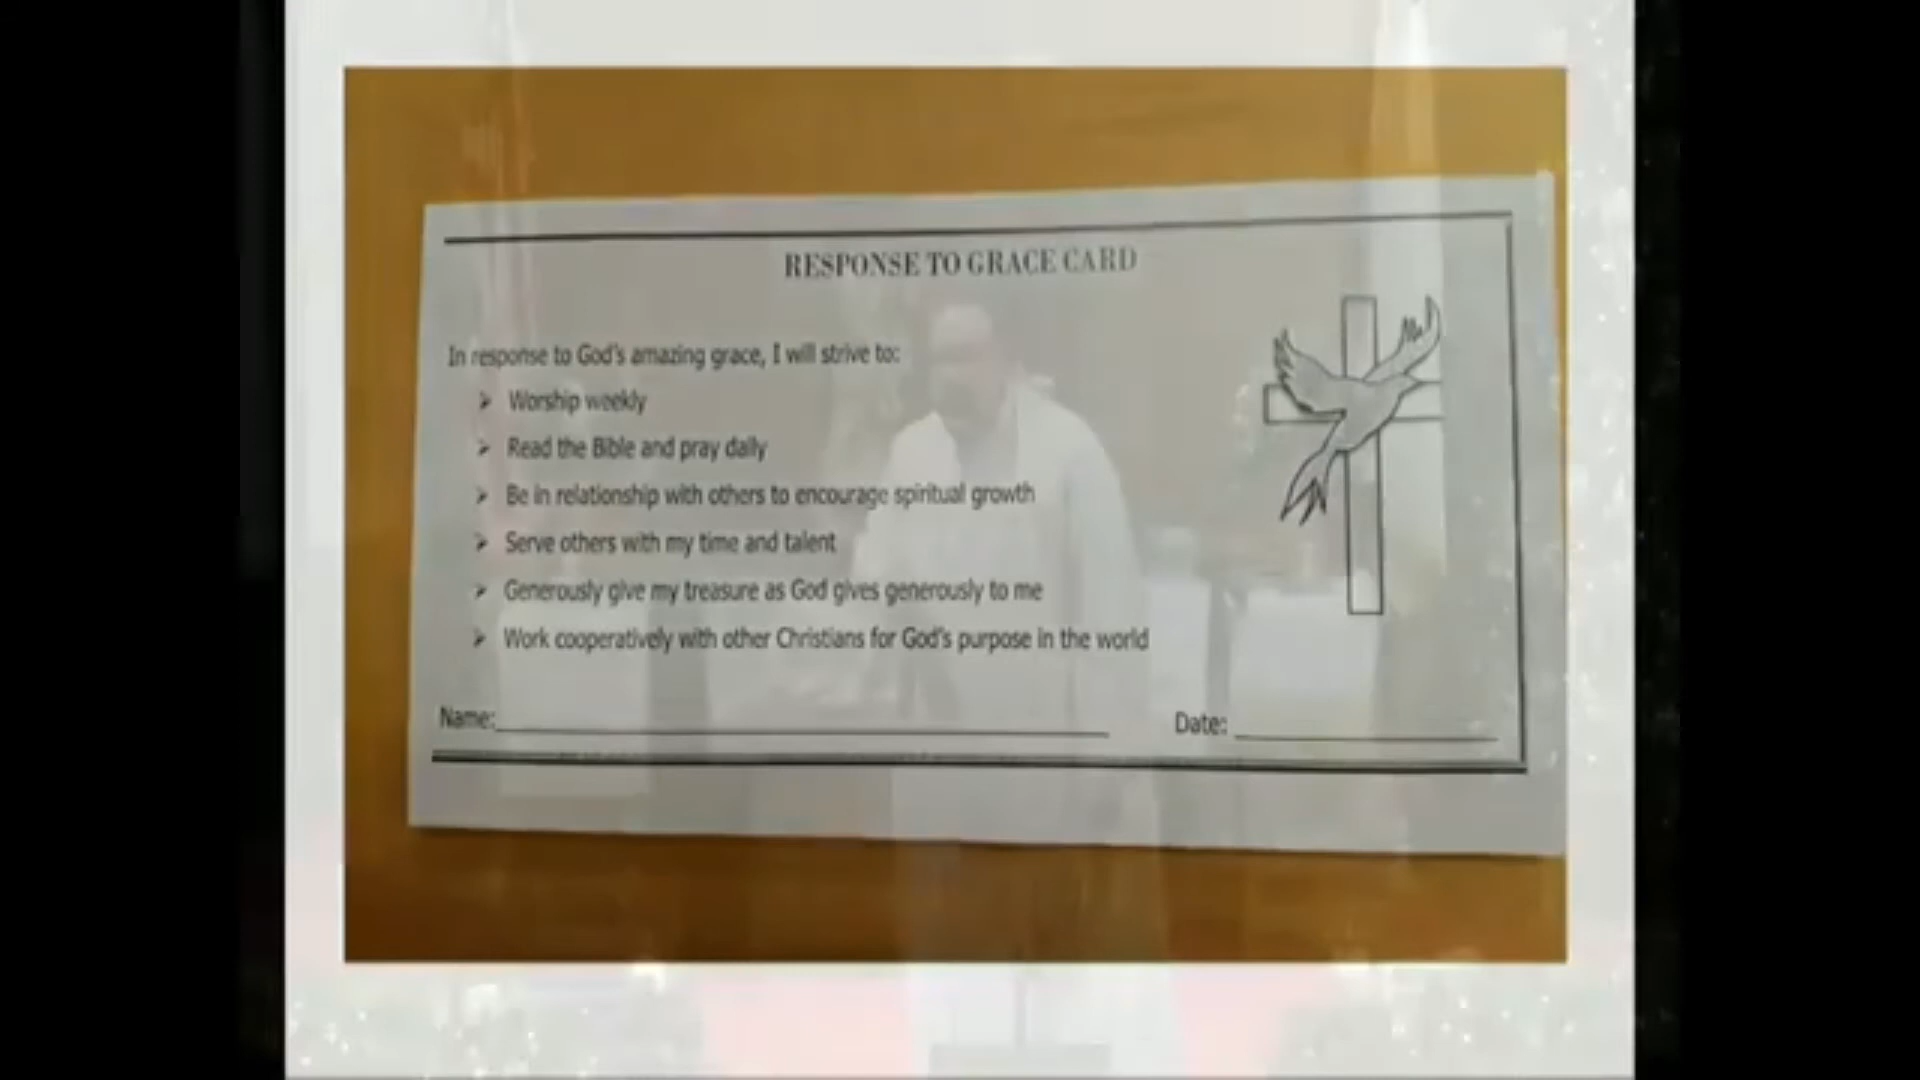 RESPONSE TO GRACE CARD
In response to God's amazing grace, I will strive to:
➢ Worship weekly
➢ Read the Bible and pray daily
➢ Be in relationship with others to encourage spiritual growth
➢ Serve others with my time and talent
➢ Generously give my treasure as God gives generously to me
➢ Work cooperatively with other Christians for God's purpose in the world
Name: Date: